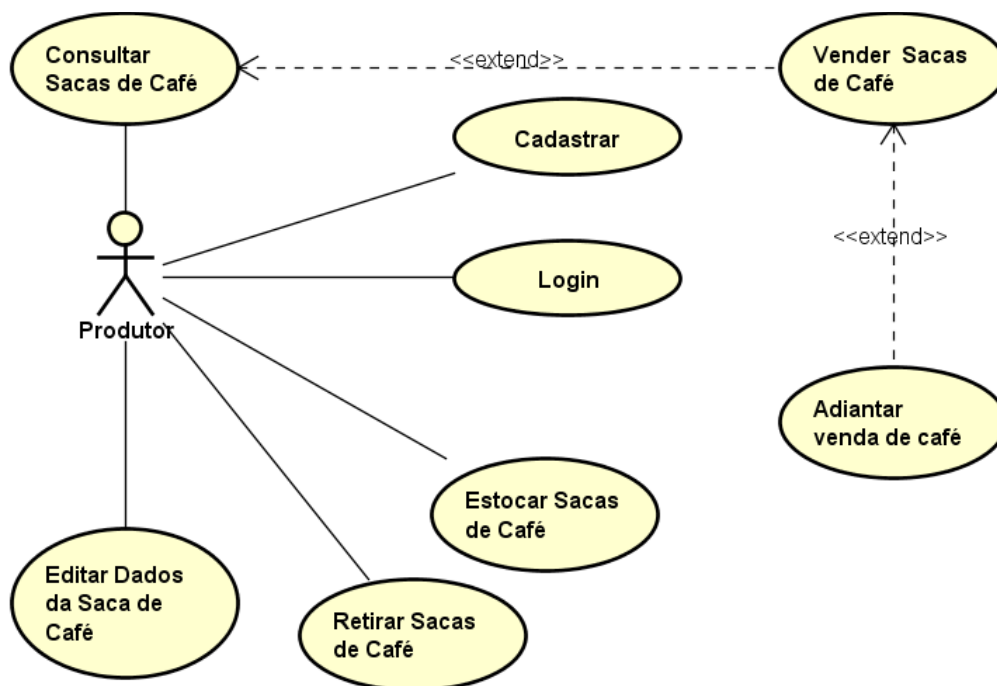 Consultar
Sacas de Café
<<extend>>
Vender Sacas
de Café
Cadastrar
<<extend>>
Login
Produtor
Adiantar
venda de café
Estocar Sacas
de Café
Editar Dados
da Saca de
Café
Retirar Sacas
de Café